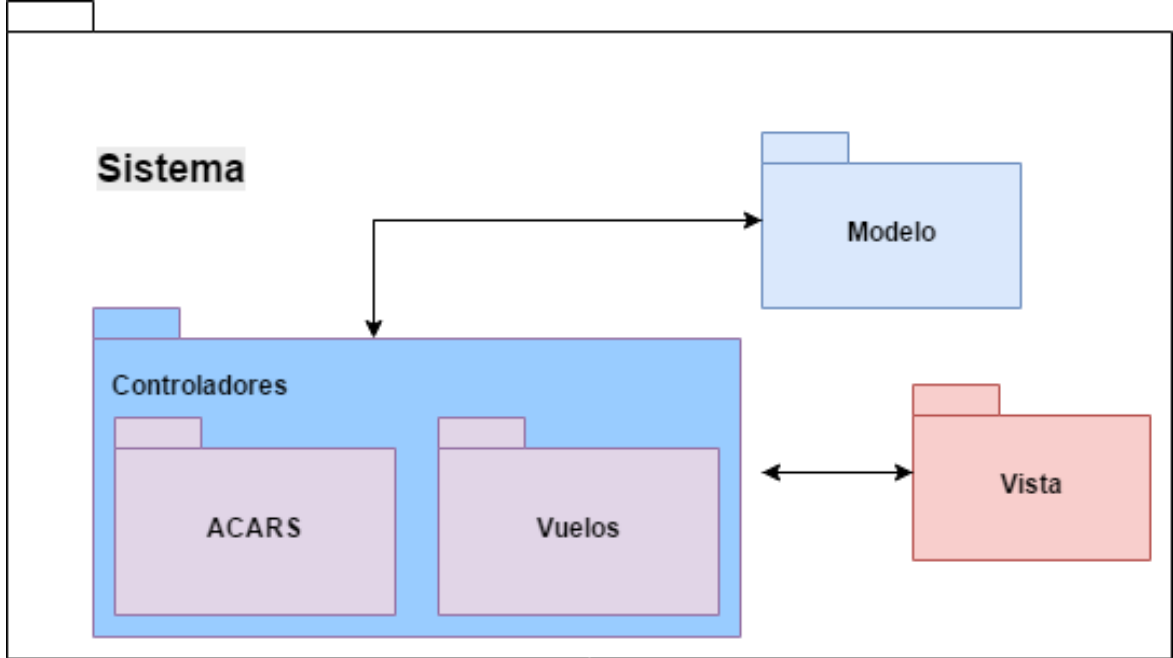 Sistema
Modelo
Controladores
Vista
ACARS
Vuelos